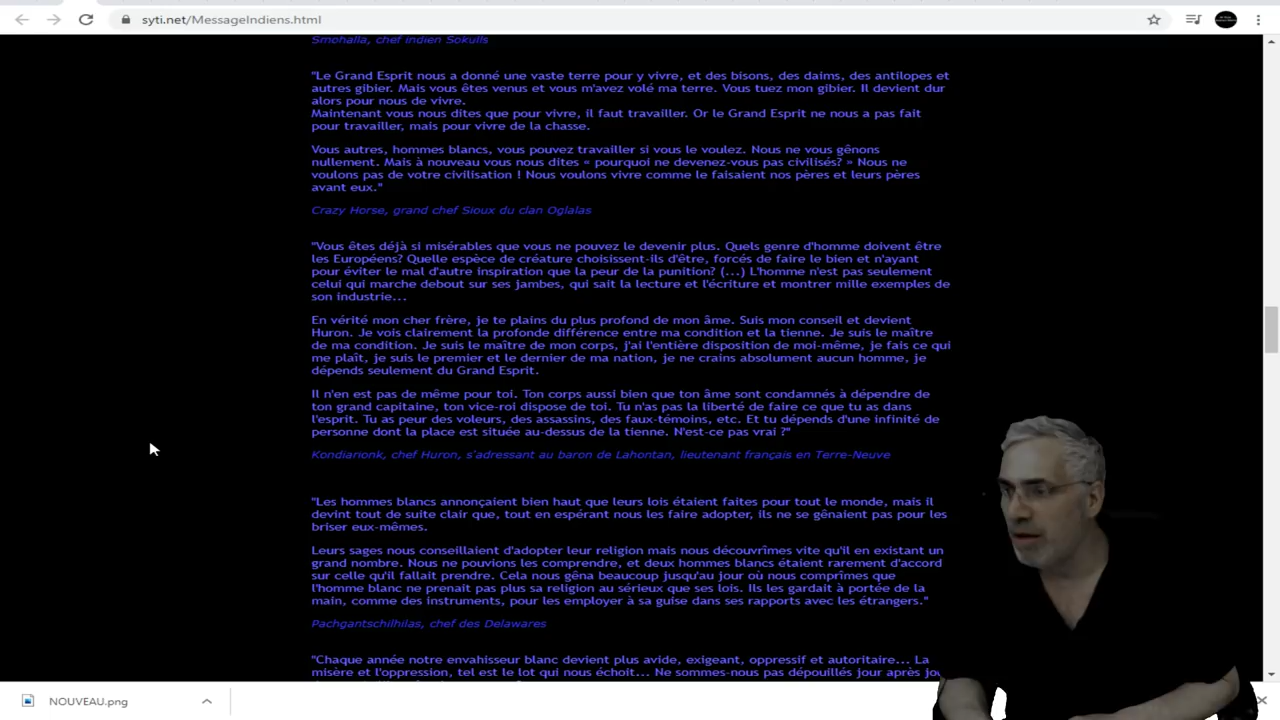 syti.net/MessageIndiens.html
Smohalla, chef indien Sokulls
"Le Grand Esprit nous a donné une vaste terre pour y vivre, et des bisons, des daims, des antilopes et
autres gibier. Mais vous êtes venus et vous m'avez volé ma terre. Vous tuez mon gibier. Il devient dur
alors pour nous de vivre.
Maintenant vous nous dites que pour vivre, il faut travailler. Or le Grand Esprit ne nous a pas fait
pour travailler, mais pour vivre de la chasse.
Vous autres, hommes blancs, vous pouvez travailler si vous le voulez. Nous ne vous gênons
nullement. Mais à nouveau vous nous dites « pourquoi ne devenez-vous pas civilisés? » Nous ne
voulons pas de votre civilisation ! Nous voulons vivre comme le faisaient nos pères et leurs pères
avant eux."
Crazy Horse, grand chef Sioux du clan Oglalas
"Vous êtes déjà si misérables que vous ne pouvez le devenir plus. Quels genre d'homme doivent être
les Européens? Quelle espèce de créature choisissent-ils d'être, forcés de faire le bien et n'ayant
pour éviter le mal d'autre inspiration que la peur de la punition? (...) L'homme n'est pas seulement
celui qui marche debout sur ses jambes, qui sait la lecture et l'écriture et montrer mille exemples de
son industrie...
En vérité mon cher frère, je te plains du plus profond de mon âme. Suis mon conseil et devient
Huron. Je vois clairement la profonde différence entre ma condition et la tienne. Je suis le maître
de ma condition. Je suis le maître de mon corps, j'ai l'entière disposition de moi-même, je fais ce qui
me plaît, je suis le premier et le dernier de ma nation, je ne crains absolument aucun homme, je
dépends seulement du Grand Esprit.
Il n'en est pas de même pour toi. Ton corps aussi bien que ton âme sont condamnés à dépendre de
ton grand capitaine, ton vice-roi dispose de toi. Tu n'as pas la liberté de faire ce que tu as dans
l'esprit. Tu as peur des voleurs, des assassins, des faux-témoins, etc. Et tu dépends d'une infinité de
personne dont la place est située au-dessus de la tienne. N'est-ce pas vrai ?"
Kondiarionk, chef Huron, s'adressant au baron de Lahontan, lieutenant français en Terre-Neuve
"Les hommes blancs annonçaient bien haut que leurs lois étaient faites pour tout le monde, mais il
devint tout de suite clair que, tout en espérant nous les faire adopter, ils ne se gênaient pas pour les
briser eux-mêmes.
Leurs sages nous conseillaient d'adopter leur religion mais nous découvrîmes vite qu'il en existant un
grand nombre. Nous ne pouvions les comprendre, et deux hommes blancs étaient rarement d'accord
sur celle qu'il fallait prendre. Cela nous gêna beaucoup jusqu'au jour où nous comprîmes que
l'homme blanc ne prenait pas plus sa religion au sérieux que ses lois. Ils les gardait à portée de la
main, comme des instruments, pour les employer à sa guise dans ses rapports avec les étrangers."
Pachgantschilhilas, chef des Delawares
"Chaque année notre envahisseur blanc devient plus avide, exigeant, oppressif et autoritaire... La
misère et l'oppression, tel est le lot qui nous échoit... Ne sommes-nous pas dépouillés jour après
NOUVEAU.png